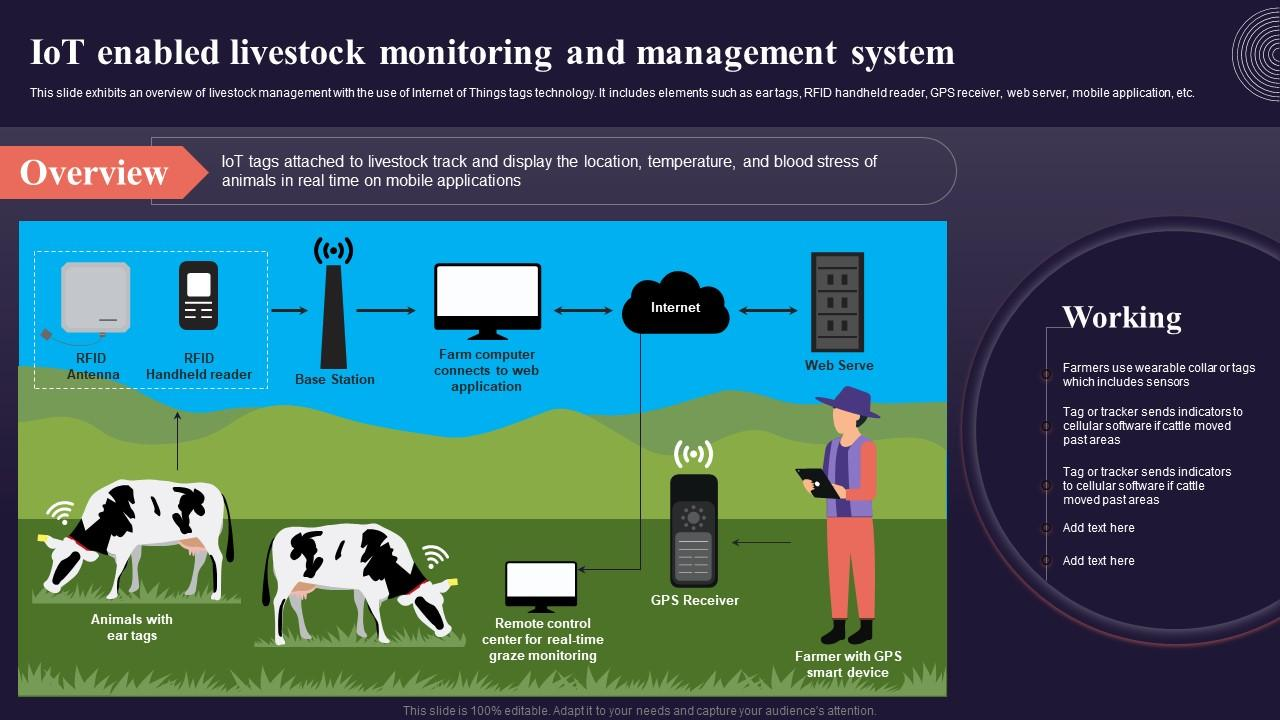 IoT enabled livestock monitoring and management system
This slide exhibits an overview of livestock management with the use of Internet of Things tags technology. It includes elements such as ear tags, RFID handheld reader, GPS receiver, web server, mobile application, etc.
Overview
IoT tags attached to livestock track and display the location, temperature, and blood stress of
animals in real time on mobile applications
RFID
Antenna
RFID
Handheld reader
Base Station
Farm computer
connects to web
application
Internet
Web Serve
Animals with
ear tags
Remote control
center for real-time
graze monitoring
GPS Receiver
Farmer with GPS
smart device
Working
Farmers use wearable collar or tags
which includes sensors
Tag or tracker sends indicators to
cellular software if cattle moved
past areas
Tag or tracker sends indicators
to cellular software if cattle
moved past areas
Add text here
Add text here
This slide is 100% editable. Adapt it to your needs and capture your audience's attention.